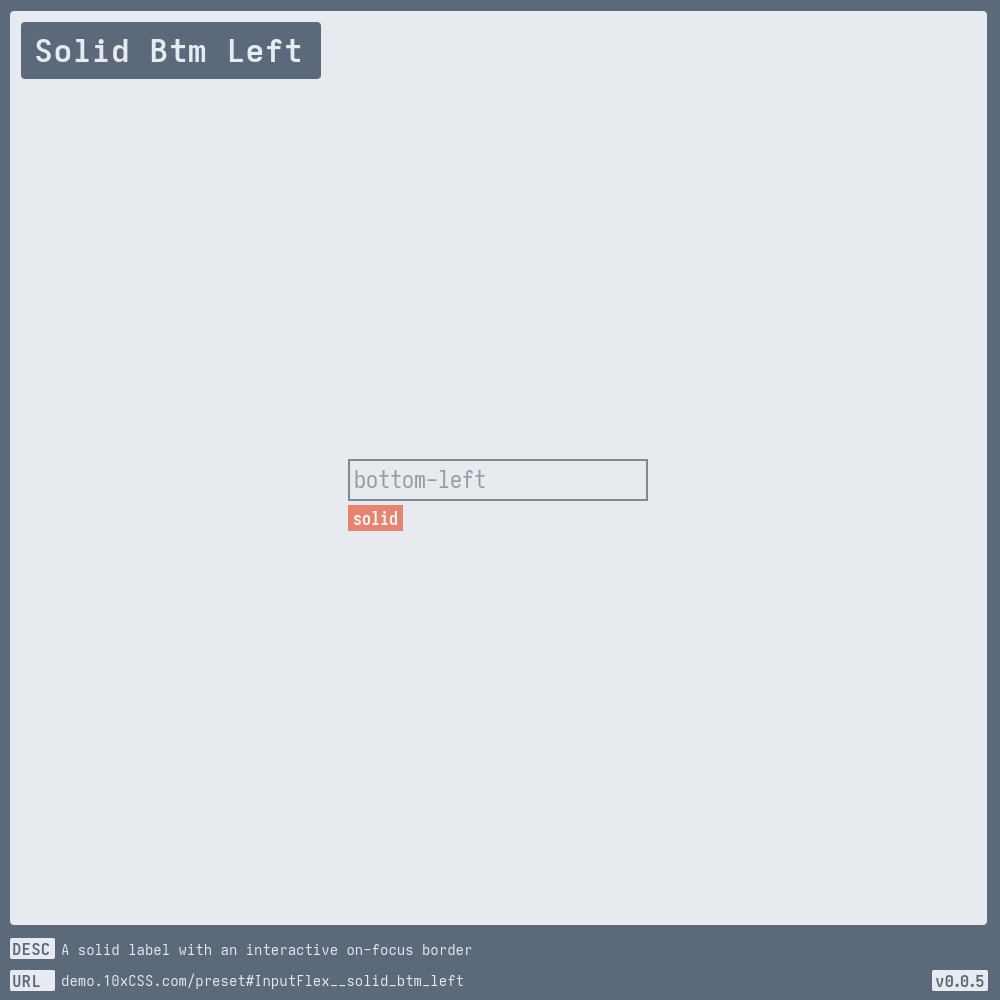 Solid Btm Left
bottom-left
solid
DESC A solid label with an interactive on-focus border
URL demo.10xCSS.com/preset#InputFlex__solid_btm_left
v0.0.5